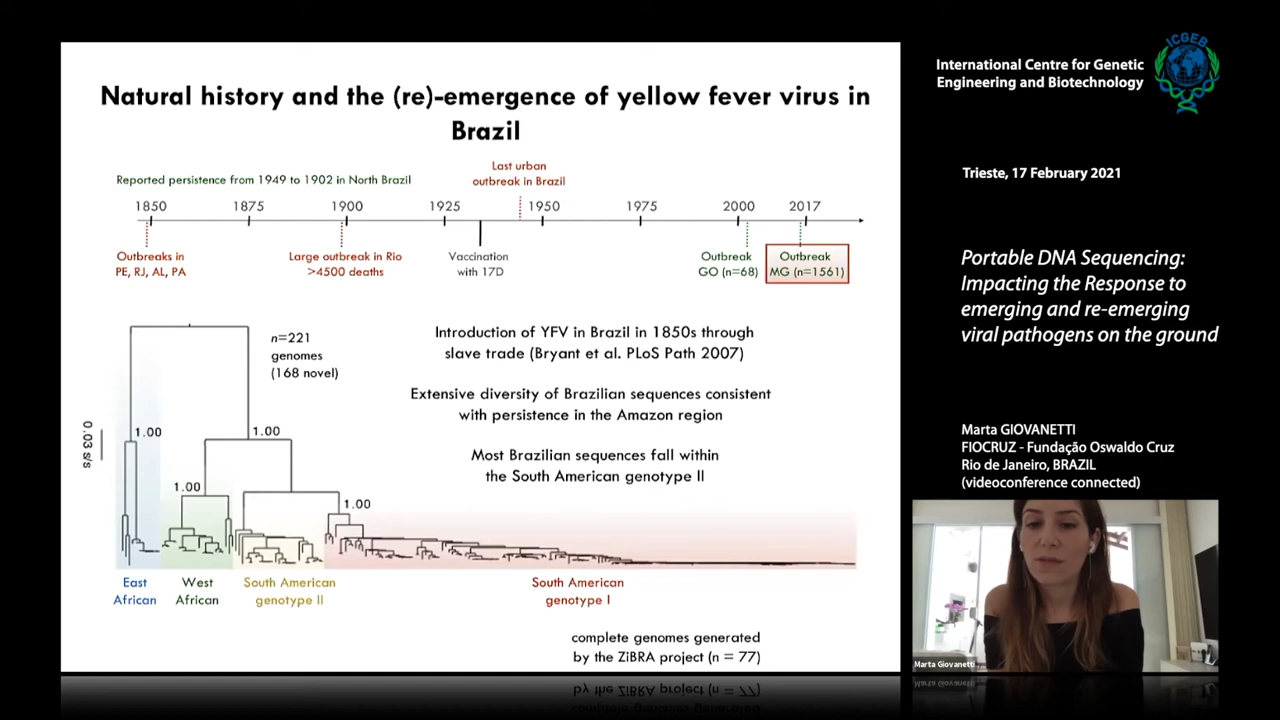 Natural history and the (re)-emergence of yellow fever virus in
Brazil
Reported persistence from 1949 to 1902 in North Brazil
Last urban
outbreak in Brazil
1850 1875 1900 1925 1950 1975 2000 2017
Outbreaks in
PE, RJ, AL, PA
Large outbreak in Rio
>4500 deaths
Vaccination
with 17D
Outbreak
GO (n=68)
Outbreak
MG (n=1561)
n=221
genomes
(168 novel)
Introduction of YFV in Brazil in 1850s through
slave trade (Bryant et al. PLoS Path 2007)
Extensive diversity of Brazilian sequences consistent
with persistence in the Amazon region
Most Brazilian sequences fall within
the South American genotype II
0.03 s/s
1.00
1.00
1.00
1.00
East
African
West
African
South American
genotype II
South American
genotype I
complete genomes generated
by the ZiBRA project (n = 77)
International Centre for Genetic
Engineering and Biotechnology
ICGEB
Trieste, 17 February 2021
Portable DNA Sequencing:
Impacting the Response to
emerging and re-emerging
viral pathogens on the ground
Marta GIOVANETTI
FIOCRUZ - Fundação Oswaldo Cruz
Rio de Janeiro, BRAZIL
(videoconference connected)
Marta Giovanetti